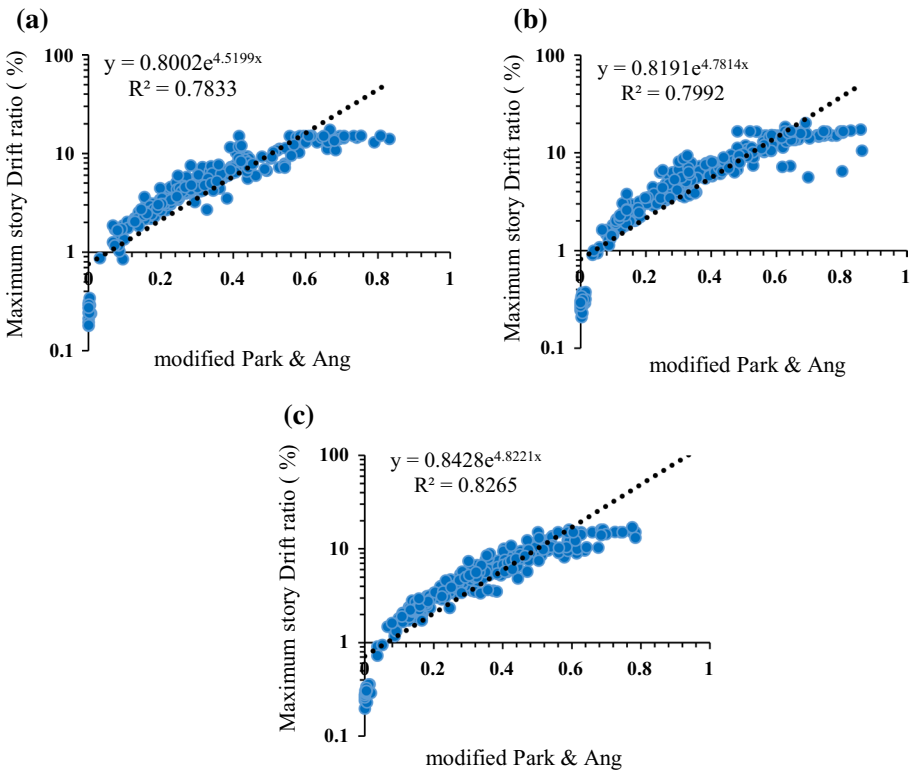 (a)
y = 0.8002e^4.5199x
R² = 0.7833
Maximum story Drift ratio ( %)
100
10
1
0.1
0 0.2 0.4 0.6 0.8 1
modified Park & Ang
(b)
y = 0.8191e^4.7814x
R² = 0.7992
Maximum story Drift ratio ( %)
100
10
1
0.1
0 0.2 0.4 0.6 0.8 1
modified Park & Ang
(c)
y = 0.8428e^4.8221x
R² = 0.8265
Maximum story Drift ratio ( %)
100
10
1
0.1
0 0.2 0.4 0.6 0.8 1
modified Park & Ang